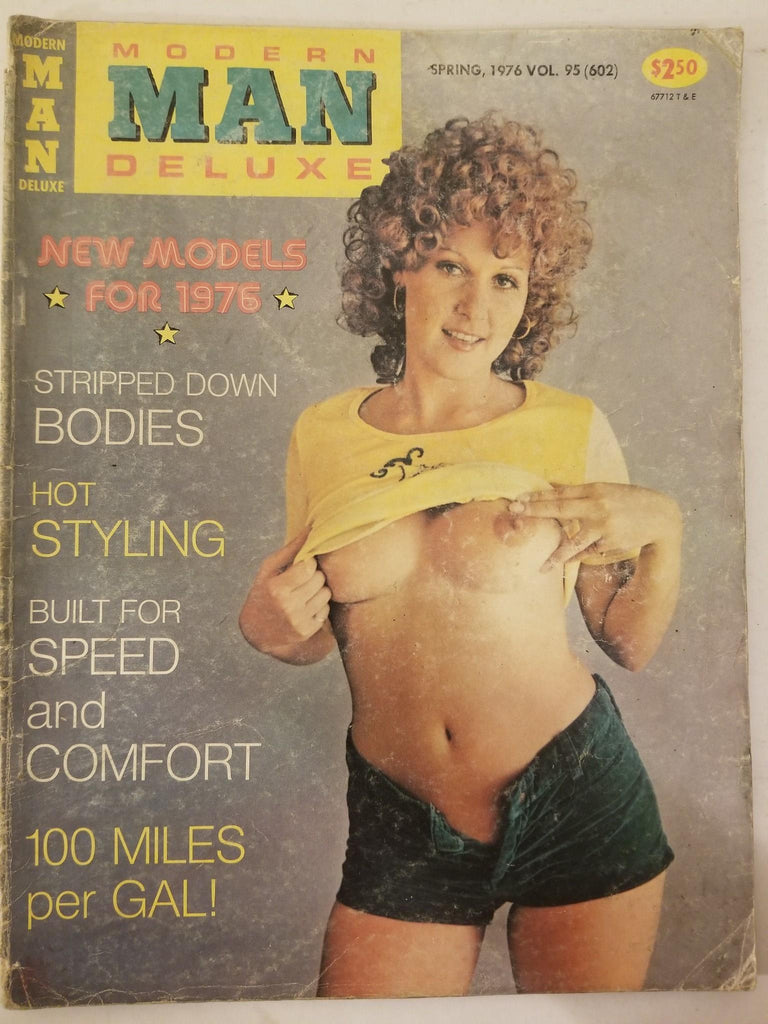 MODERN
MAN
DELUXE
MODERN
MAN
DELUXE
SPRING, 1976 VOL. 95 (602)
$2.50
67712 T & E
NEW MODELS
FOR 1976
STRIPPED DOWN
BODIES
HOT
STYLING
BUILT FOR
SPEED
and
COMFORT
100 MILES
per GAL!